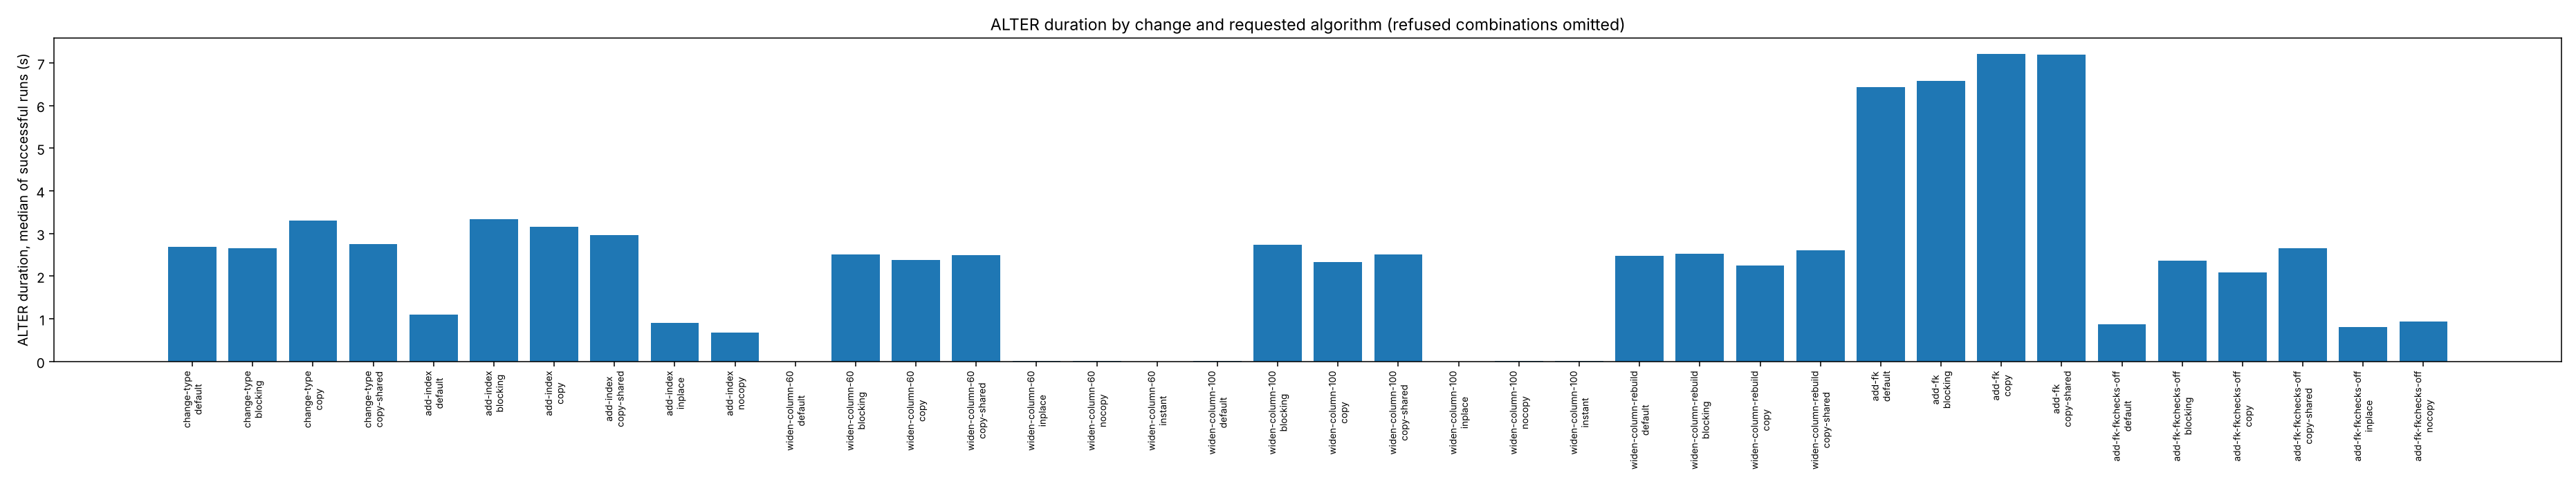 ALTER duration by change and requested algorithm (refused combinations omitted)
ALTER duration, median of successful runs (s)
7
6
5
4
3
2
1
0
change-type
default
change-type
blocking
change-type
copy
change-type
copy-shared
add-index
default
add-index
blocking
add-index
copy
add-index
copy-shared
add-index
inplace
add-index
nocopy
widen-column-60
default
widen-column-60
blocking
widen-column-60
copy
widen-column-60
copy-shared
widen-column-60
inplace
widen-column-60
nocopy
widen-column-60
instant
widen-column-100
default
widen-column-100
blocking
widen-column-100
copy
widen-column-100
copy-shared
widen-column-100
inplace
widen-column-100
nocopy
widen-column-100
instant
widen-column-rebuild
default
widen-column-rebuild
blocking
widen-column-rebuild
copy
widen-column-rebuild
copy-shared
add-fk
default
add-fk
blocking
add-fk
copy
add-fk
copy-shared
add-fk-fkchecks-off
default
add-fk-fkchecks-off
blocking
add-fk-fkchecks-off
copy
add-fk-fkchecks-off
copy-shared
add-fk-fkchecks-off
inplace
add-fk-fkchecks-off
nocopy